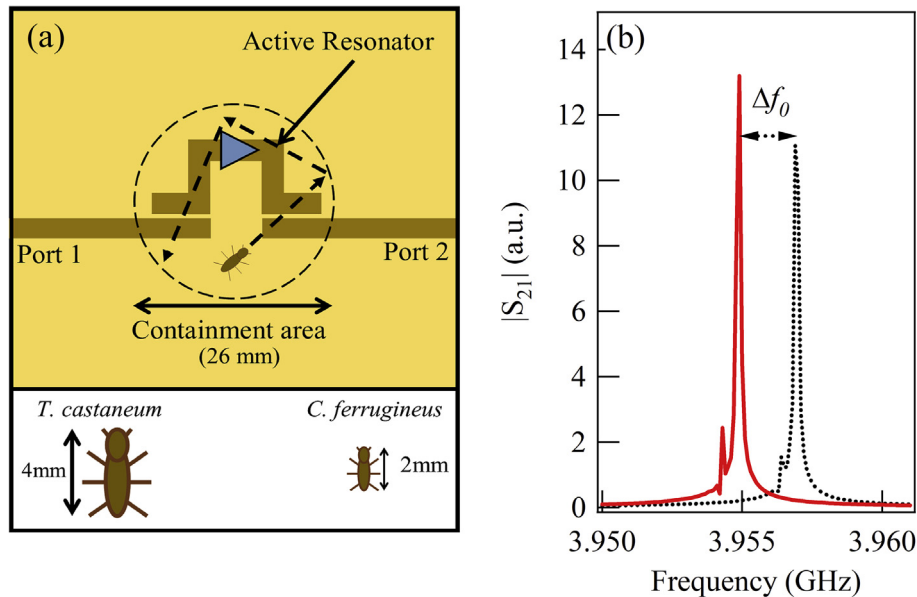 (a)
Active Resonator
Port 1
Port 2
Containment area
(26 mm)
T. castaneum
C. ferrugineus
4mm
2mm
(b)
14
12
10
8
6
4
2
0
|S21| (a.u.)
Δf0
3.950
3.955
3.960
Frequency (GHz)